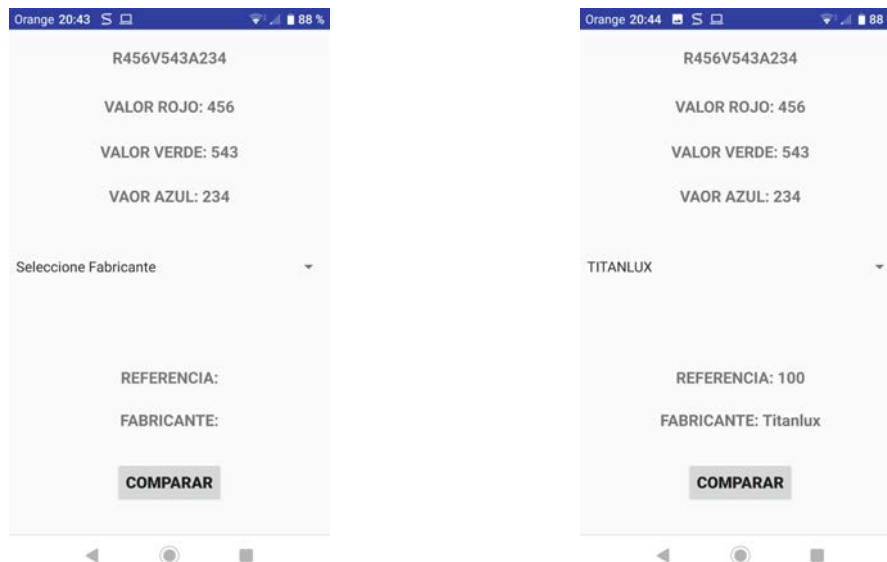 Orange 20:43 88 %
R456V543A234
VALOR ROJO: 456
VALOR VERDE: 543
VAOR AZUL: 234
Seleccione Fabricante
REFERENCIA:
FABRICANTE:
COMPARAR
Orange 20:44 88
R456V543A234
VALOR ROJO: 456
VALOR VERDE: 543
VAOR AZUL: 234
TITANLUX
REFERENCIA: 100
FABRICANTE: Titanlux
COMPARAR